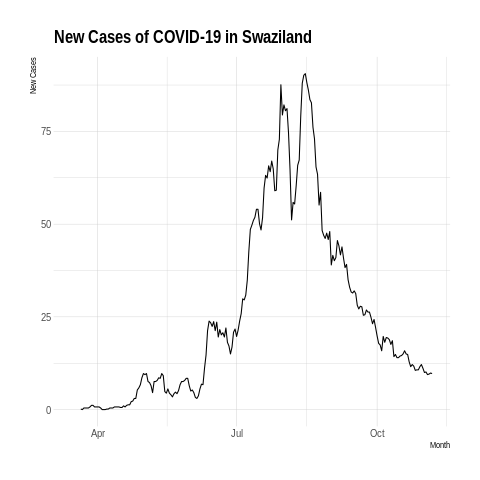 New Cases of COVID-19 in Swaziland
New Cases
75
50
25
0
Apr Jul Oct
Month